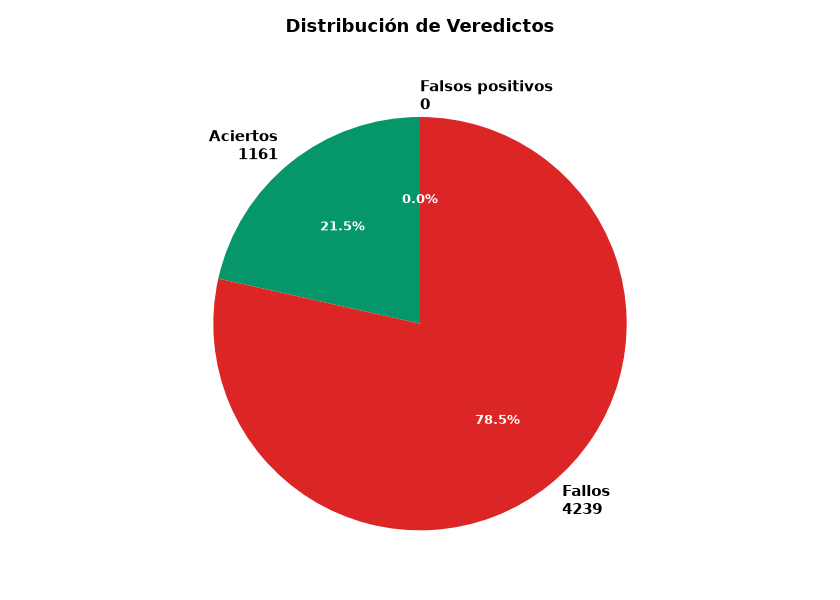 Distribución de Veredictos
Falsos positivos
0
Aciertos
1161
0.0%
21.5%
78.5%
Fallos
4239